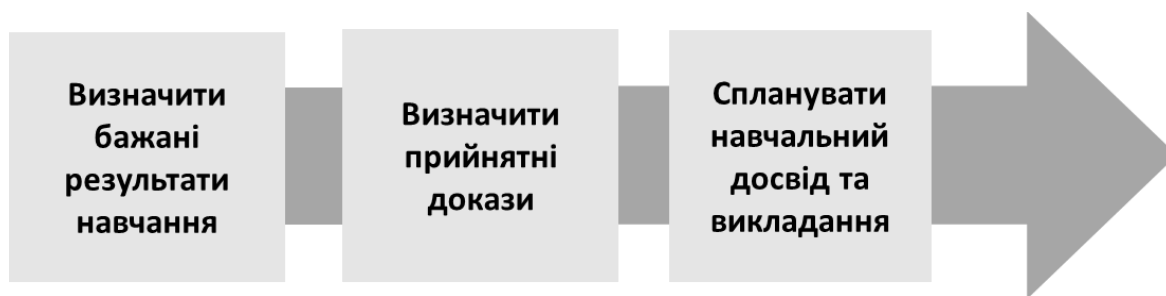 Визначити
бажані
результати
навчання
Визначити
прийнятні
докази
Спланувати
навчальний
досвід та
викладання